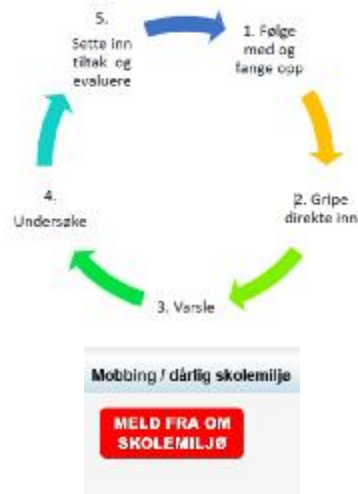 1. Følge
med og
fange opp
2. Gripe
direkte inn
3. Varsle
4.
Undersøke
5.
Sette inn
tiltak og
evaluere
Mobbing / dårlig skolemiljø
MELD FRA OM
SKOLEMILJØ